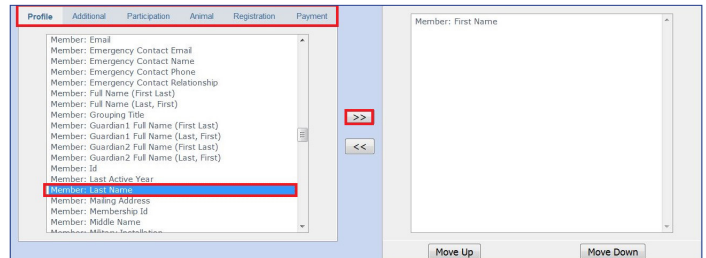 Profile Additional Participation Animal Registration Payment
Member: Email
Member: Emergency Contact Email
Member: Emergency Contact Name
Member: Emergency Contact Phone
Member: Emergency Contact Relationship
Member: Full Name (First Last)
Member: Full Name (Last, First)
Member: Grouping Title
Member: Guardian1 Full Name (First Last)
Member: Guardian1 Full Name (Last, First)
Member: Guardian2 Full Name (First Last)
Member: Guardian2 Full Name (Last, First)
Member: Id
Member: Last Active Year
Member: Last Name
Member: Mailing Address
Member: Membership Id
Member: Middle Name
Member: Military Installation
>>
<<
Member: First Name
Move Up Move Down